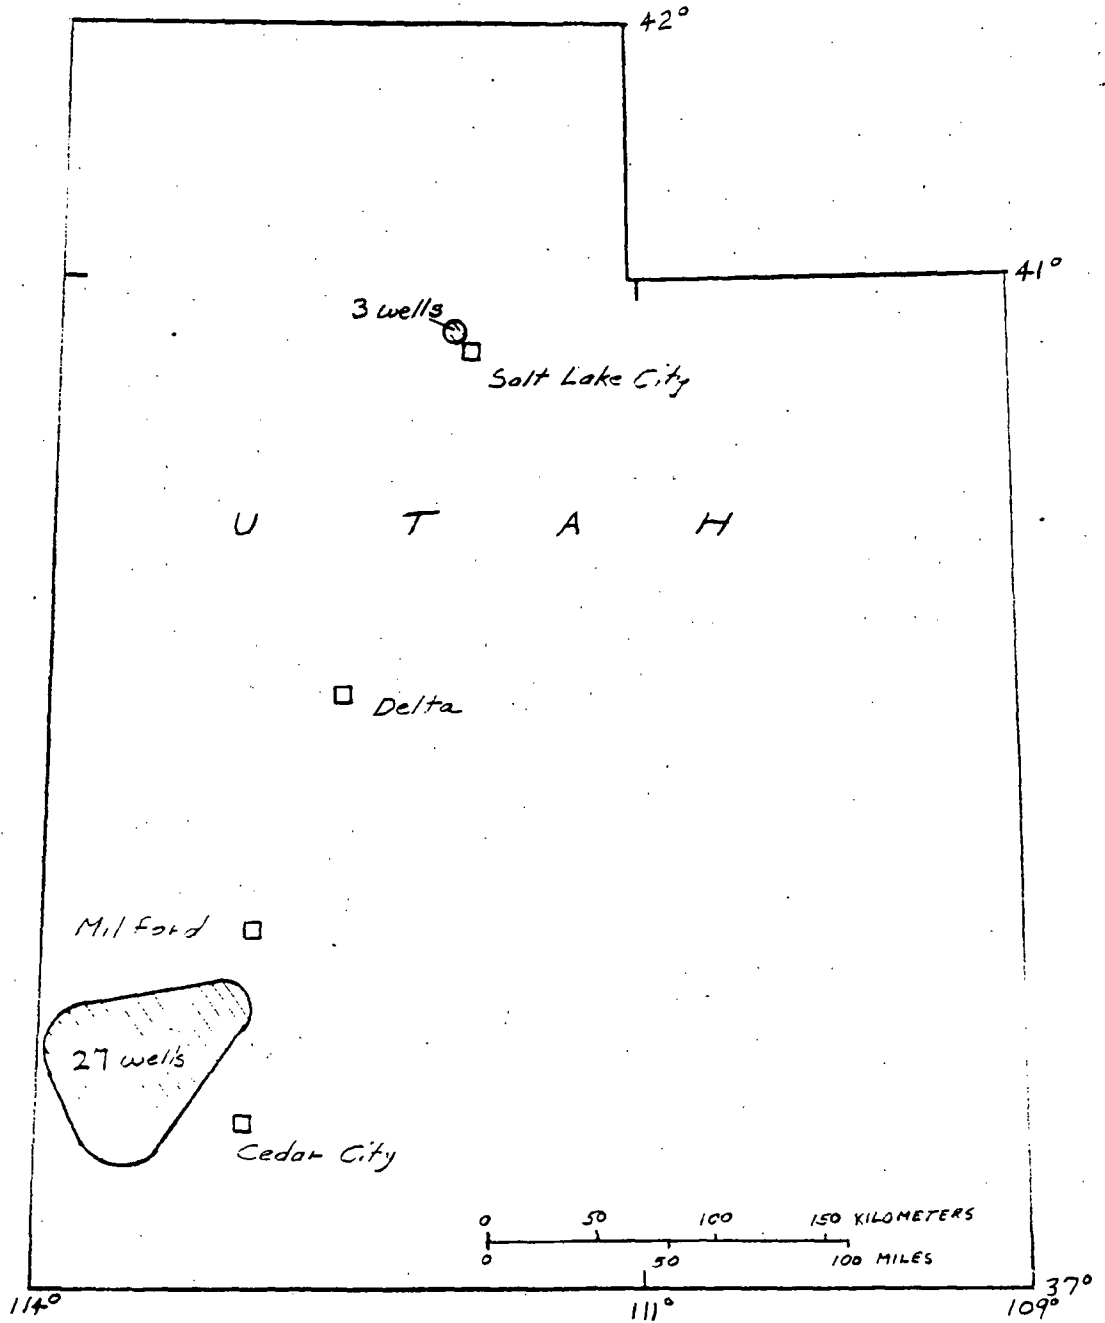 42°
41°
3 wells
Salt Lake City
U T A H
Delta
Milford
27 wells
Cedar City
0 50 100 150 KILOMETERS
0 50 100 MILES
37°
114° 111° 109°